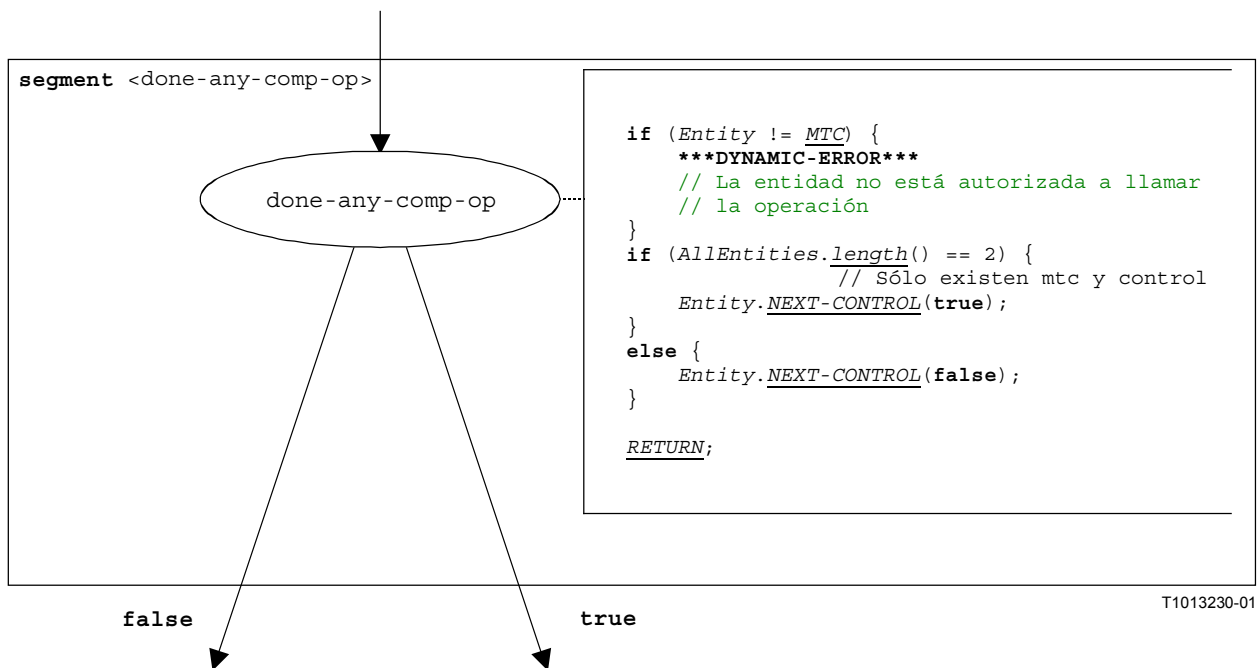 segment <done-any-comp-op>
done-any-comp-op
if (Entity != MTC) {
***DYNAMIC-ERROR***
// La entidad no está autorizada a llamar
// la operación
}
if (AllEntities.length() == 2) {
// Sólo existen mtc y control
Entity.NEXT-CONTROL(true);
}
else {
Entity.NEXT-CONTROL(false);
}
RETURN;
false
true
T1013230-01